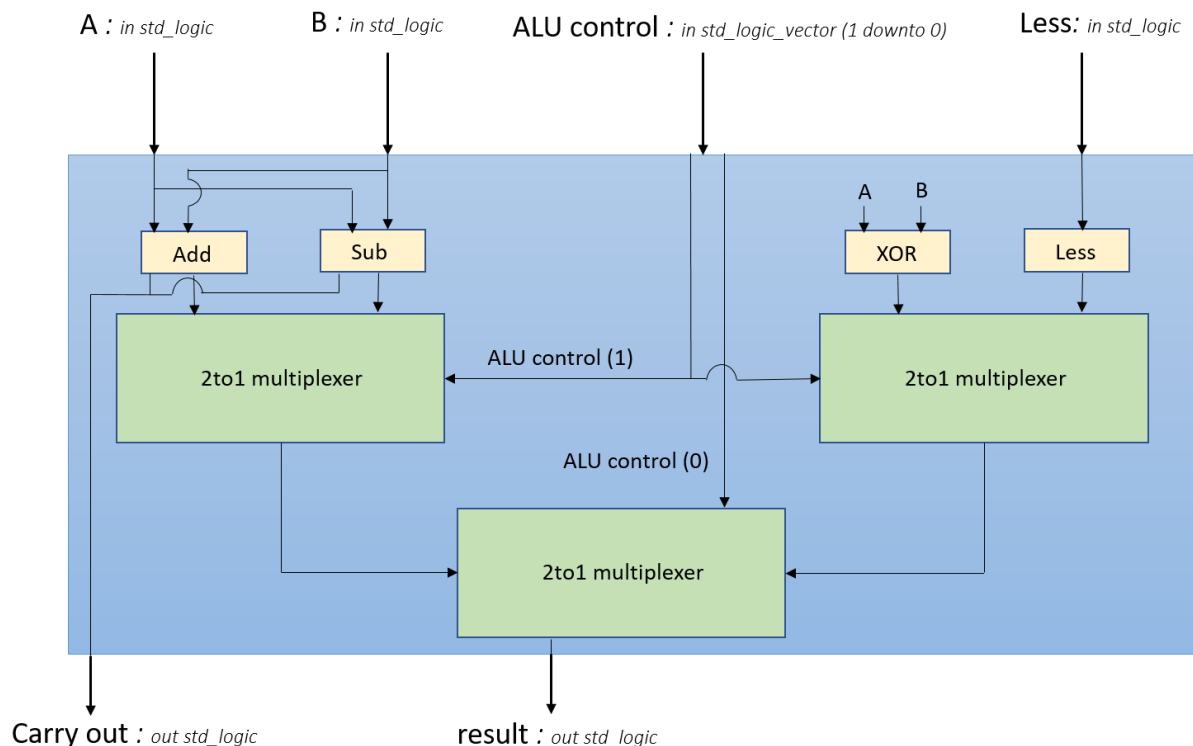 A : in std_logic
B : in std_logic
ALU control : in std_logic_vector (1 downto 0)
Less: in std_logic
A
B
Add
Sub
XOR
Less
2to1 multiplexer
ALU control (1)
2to1 multiplexer
ALU control (0)
2to1 multiplexer
Carry out : out std_logic
result : out std_logic